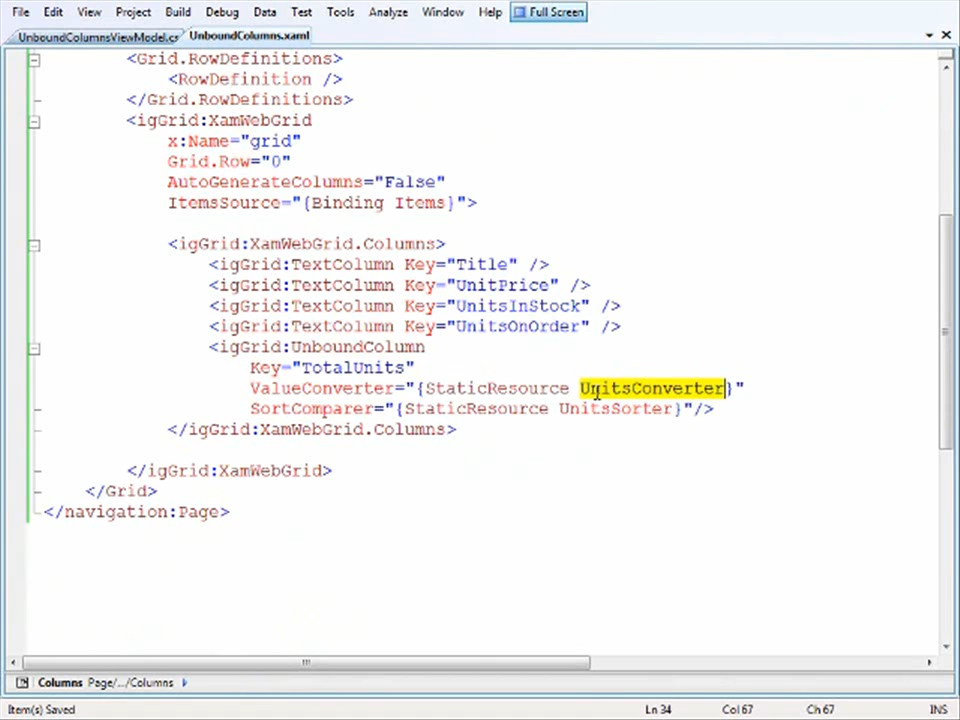 File Edit View Project Build Debug Data Test Tools Analyze Window Help Full Screen
UnboundColumnsViewModel.cs UnboundColumns.xaml
<Grid.RowDefinitions>
<RowDefinition />
</Grid.RowDefinitions>
<igGrid:XamWebGrid
x:Name="grid"
Grid.Row="0"
AutoGenerateColumns="False"
ItemsSource="{Binding Items}">
<igGrid:XamWebGrid.Columns>
<igGrid:TextColumn Key="Title" />
<igGrid:TextColumn Key="UnitPrice" />
<igGrid:TextColumn Key="UnitsInStock" />
<igGrid:TextColumn Key="UnitsOnOrder" />
<igGrid:UnboundColumn
Key="TotalUnits"
ValueConverter="{StaticResource UnitsConverter}"
SortComparer="{StaticResource UnitsSorter}"/>
</igGrid:XamWebGrid.Columns>
</igGrid:XamWebGrid>
</Grid>
</navigation:Page>
Columns Page/.../Columns
Item(s) Saved Ln 34 Col 67 Ch 67 INS